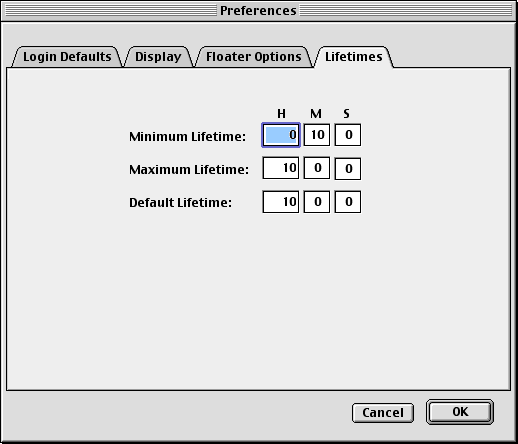 Preferences
Login Defaults Display Floater Options Lifetimes
H M S
Minimum Lifetime: 0 10 0
Maximum Lifetime: 10 0 0
Default Lifetime: 10 0 0
Cancel OK